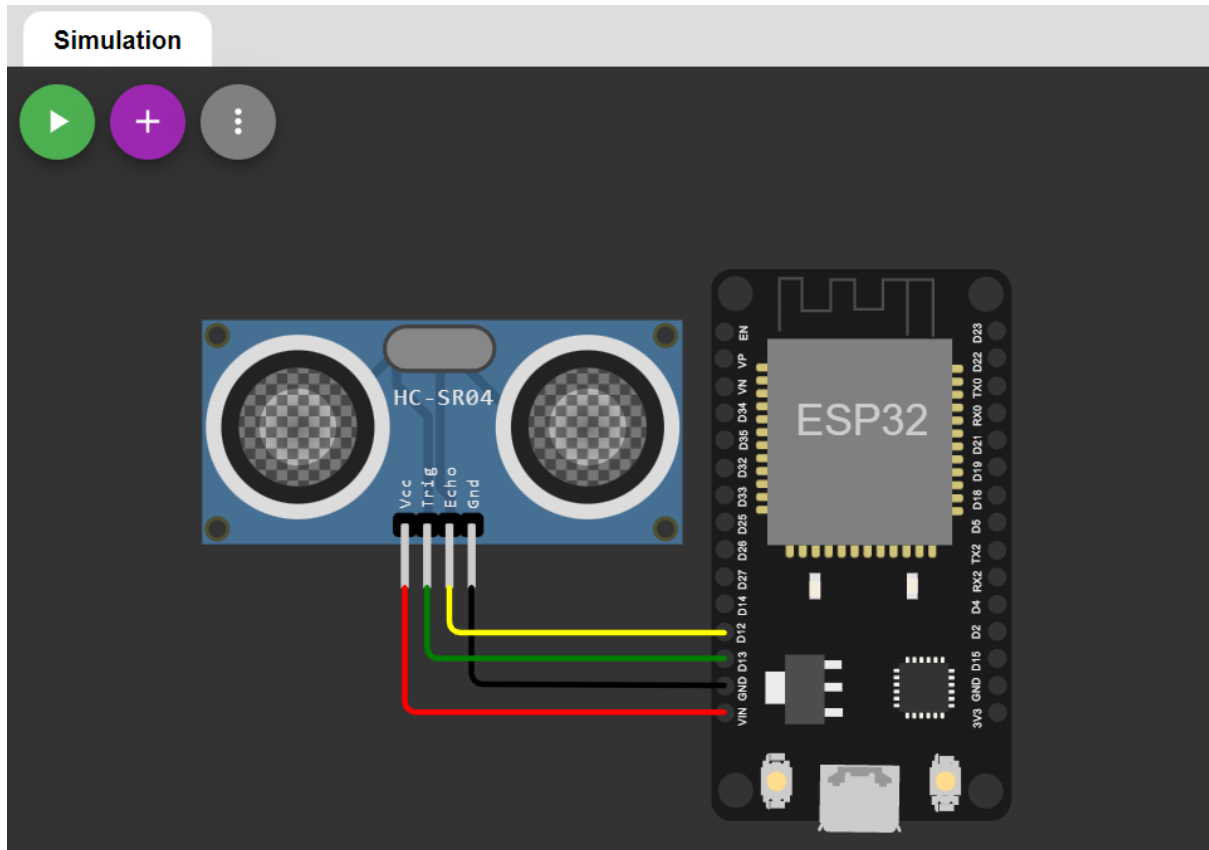 Simulation
HC-SR04
Vcc
Trig
Echo
Gnd
ESP32
EN
VP
VN
D34
D35
D32
D33
D25
D26
D27
D14
D12
D13
GND
VIN
D23
D22
TX0
RX0
D21
D19
D18
D5
TX2
RX2
D4
D2
D15
GND
3V3